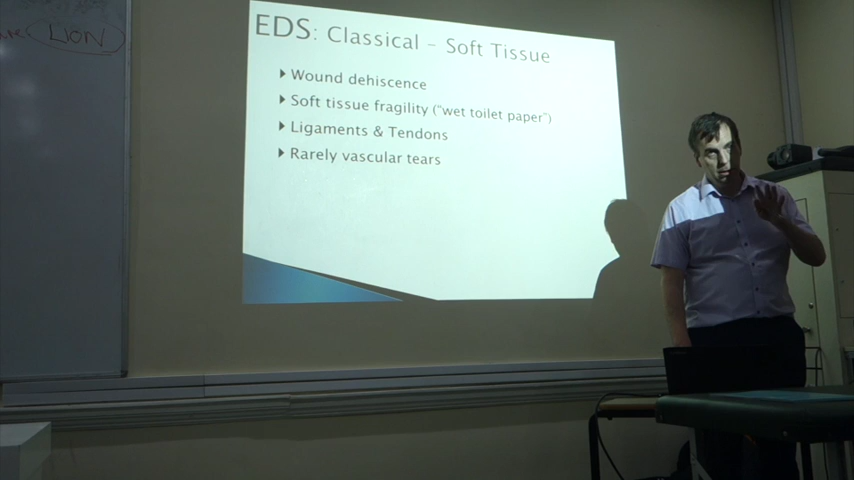 LION
EDS: Classical – Soft Tissue
Wound dehiscence
Soft tissue fragility ("wet toilet paper")
Ligaments & Tendons
Rarely vascular tears